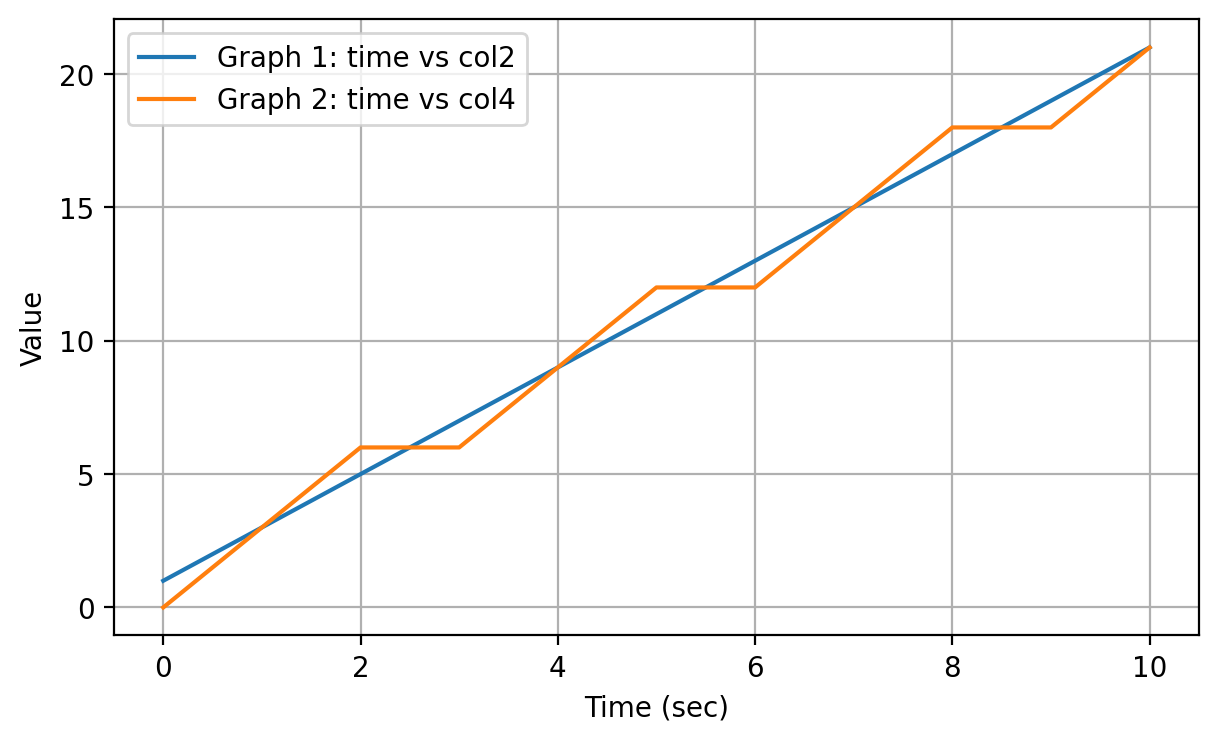 Graph 1: time vs col2
Graph 2: time vs col4
20
15
10
5
0
Value
0 2 4 6 8 10
Time (sec)